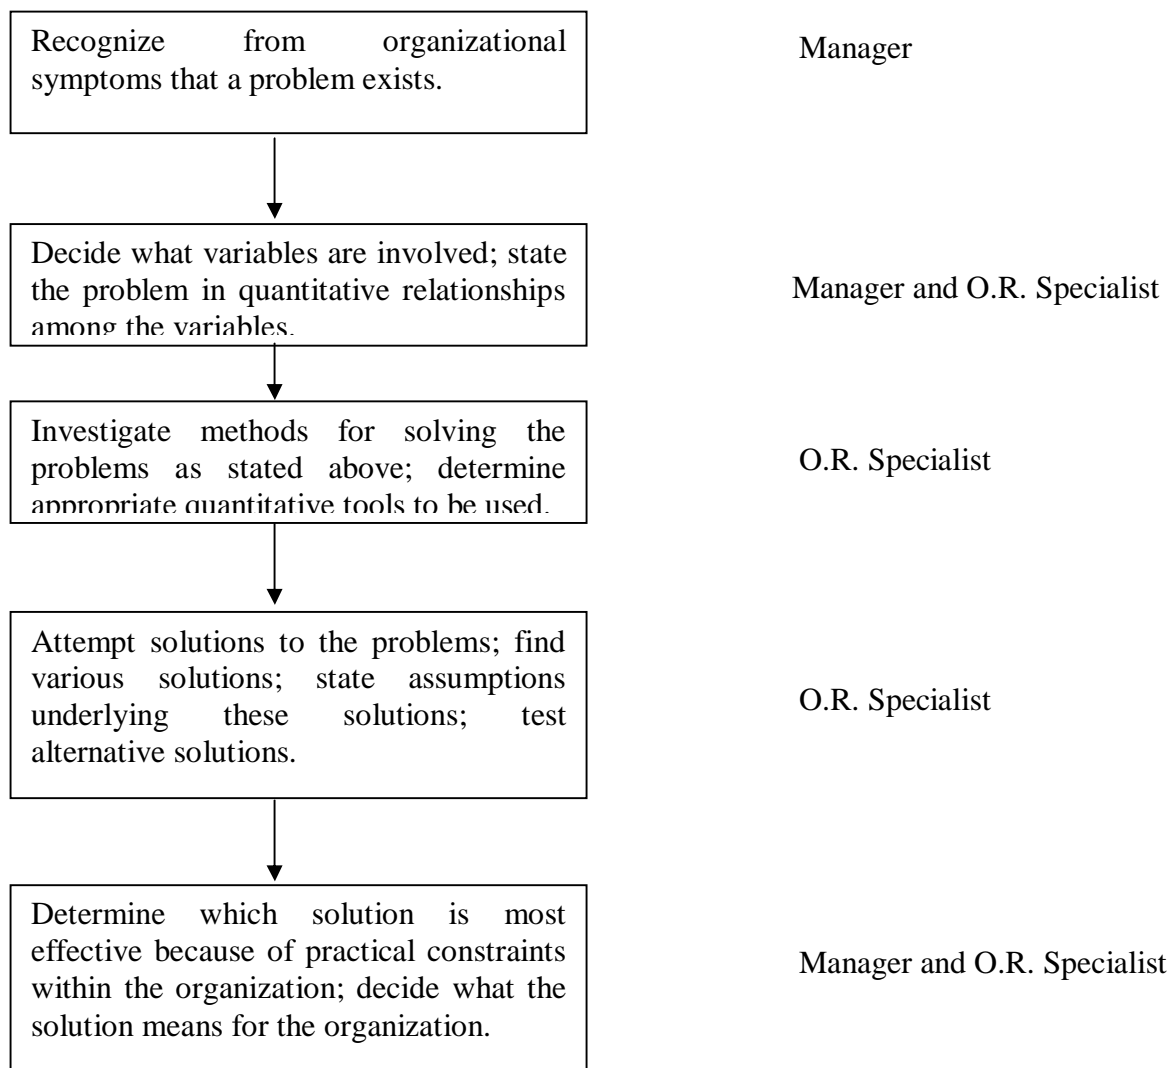 Recognize from organizational
symptoms that a problem exists.
Manager
Decide what variables are involved; state
the problem in quantitative relationships
among the variables.
Manager and O.R. Specialist
Investigate methods for solving the
problems as stated above; determine
appropriate quantitative tools to be used.
O.R. Specialist
Attempt solutions to the problems; find
various solutions; state assumptions
underlying these solutions; test
alternative solutions.
O.R. Specialist
Determine which solution is most
effective because of practical constraints
within the organization; decide what the
solution means for the organization.
Manager and O.R. Specialist